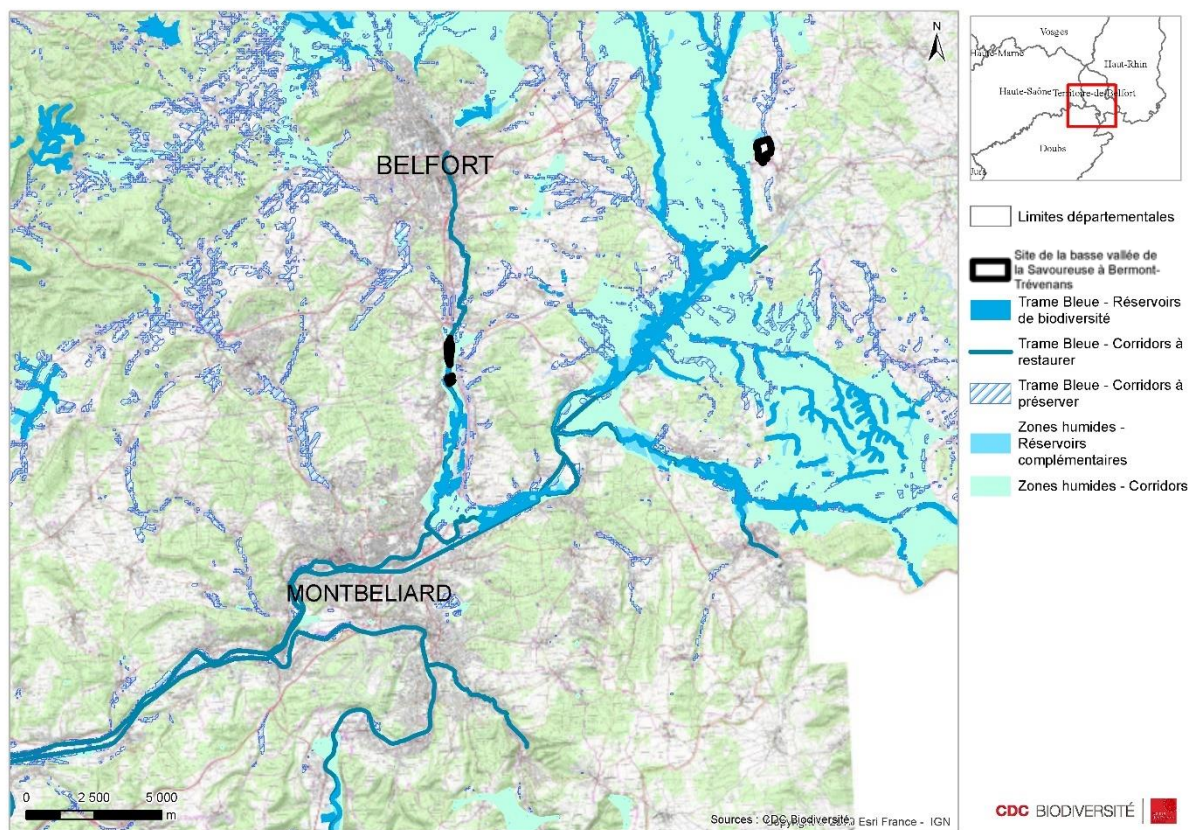 N
BELFORT
MONTBELIARD
0 2 500 5 000
m
Sources : CDC Biodiversité
Esri France - IGN
Vosges
Haute-Marne
Haut-Rhin
Haute-Saône
Territoire-de-Belfort
Doubs
Jura
Limites départementales
Site de la basse vallée de
la Savoureuse à Bermont-
Trévenans
Trame Bleue - Réservoirs
de biodiversité
Trame Bleue - Corridors à
restaurer
Trame Bleue - Corridors à
préserver
Zones humides -
Réservoirs
complémentaires
Zones humides - Corridors
CDC BIODIVERSITÉ